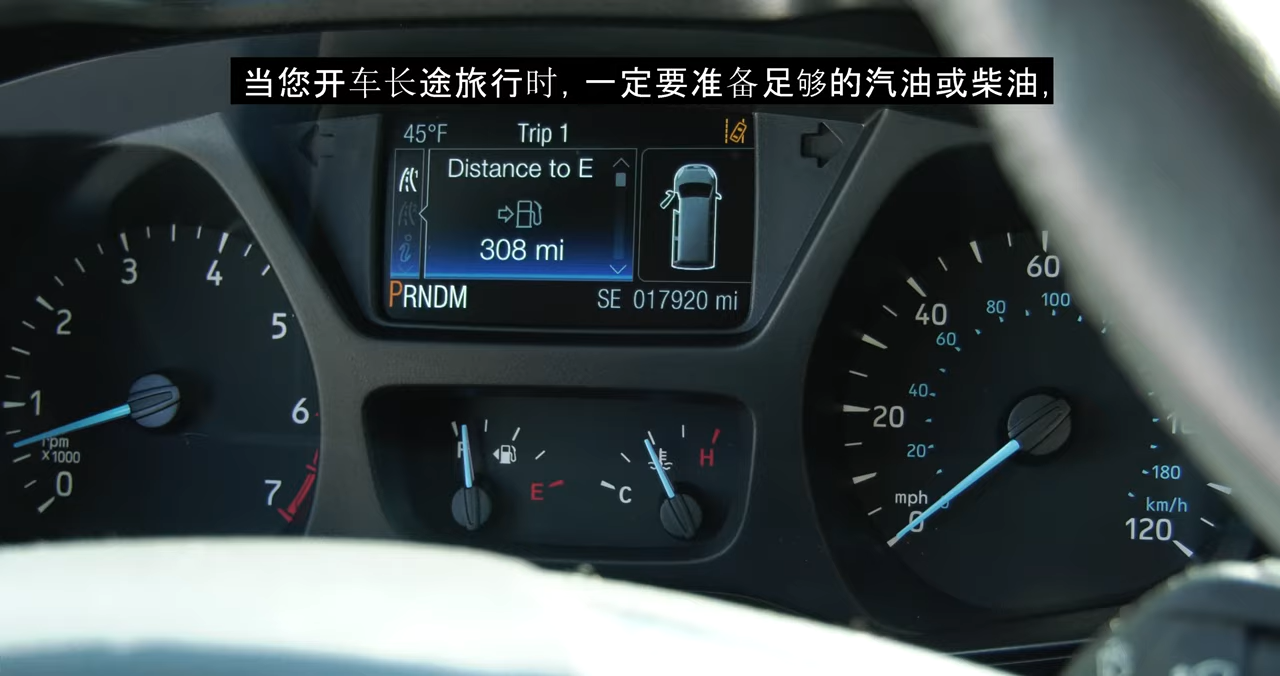 当您开车长途旅行时, 一定要准备足够的汽油或柴油,
45°F Trip 1
Distance to E
308 mi
PRNDM SE 017920 mi
0 1 2 3 4 5 6 7
rpm
x1000
F E
C H
0 20 40 60 120
mph
20 40 60 80 100 180
km/h